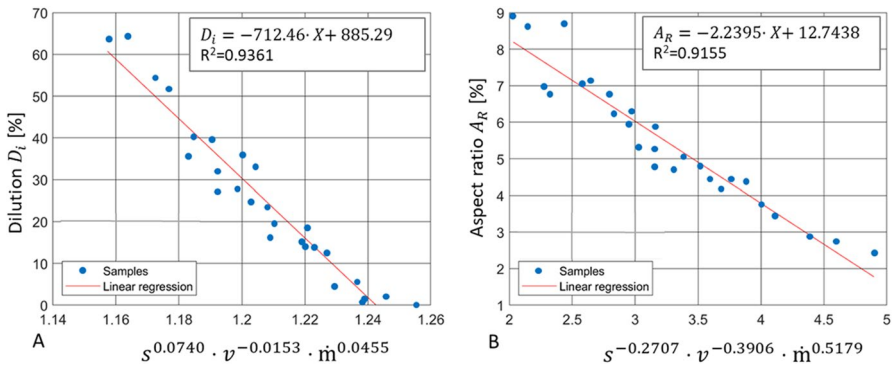 D_i = −712.46· X+ 885.29
R²=0.9361
70
60
50
40
30
20
10
0
Dilution D_i [%]
Samples
Linear regression
1.14 1.16 1.18 1.2 1.22 1.24 1.26
A
s^0.0740 · v^−0.0153 · ṁ^0.0455
A_R = −2.2395· X+ 12.7438
R²=0.9155
9
8
7
6
5
4
3
2
1
Aspect ratio A_R [%]
Samples
Linear regression
2 2.5 3 3.5 4 4.5 5
B
s^−0.2707 · v^−0.3906 · ṁ^0.5179